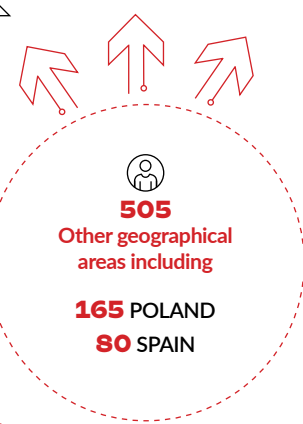 505
Other geographical
areas including
165 POLAND
80 SPAIN